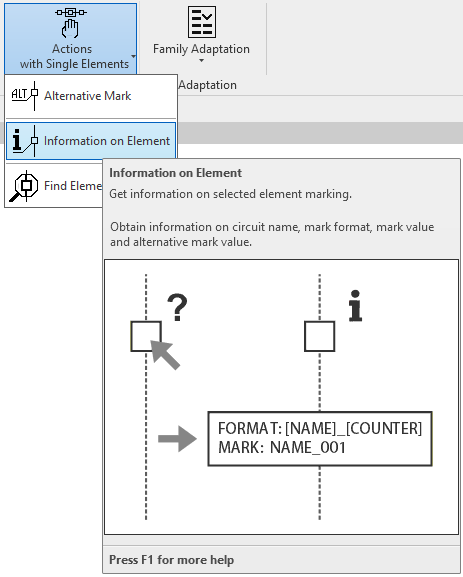 Actions
with Single Elements
Family Adaptation
Adaptation
ALT
Alternative Mark
i
Information on Element
Find Eleme
Information on Element
Get information on selected element marking.
Obtain information on circuit name, mark format, mark value
and alternative mark value.
? i
FORMAT: [NAME]_[COUNTER]
MARK: NAME_001
Press F1 for more help